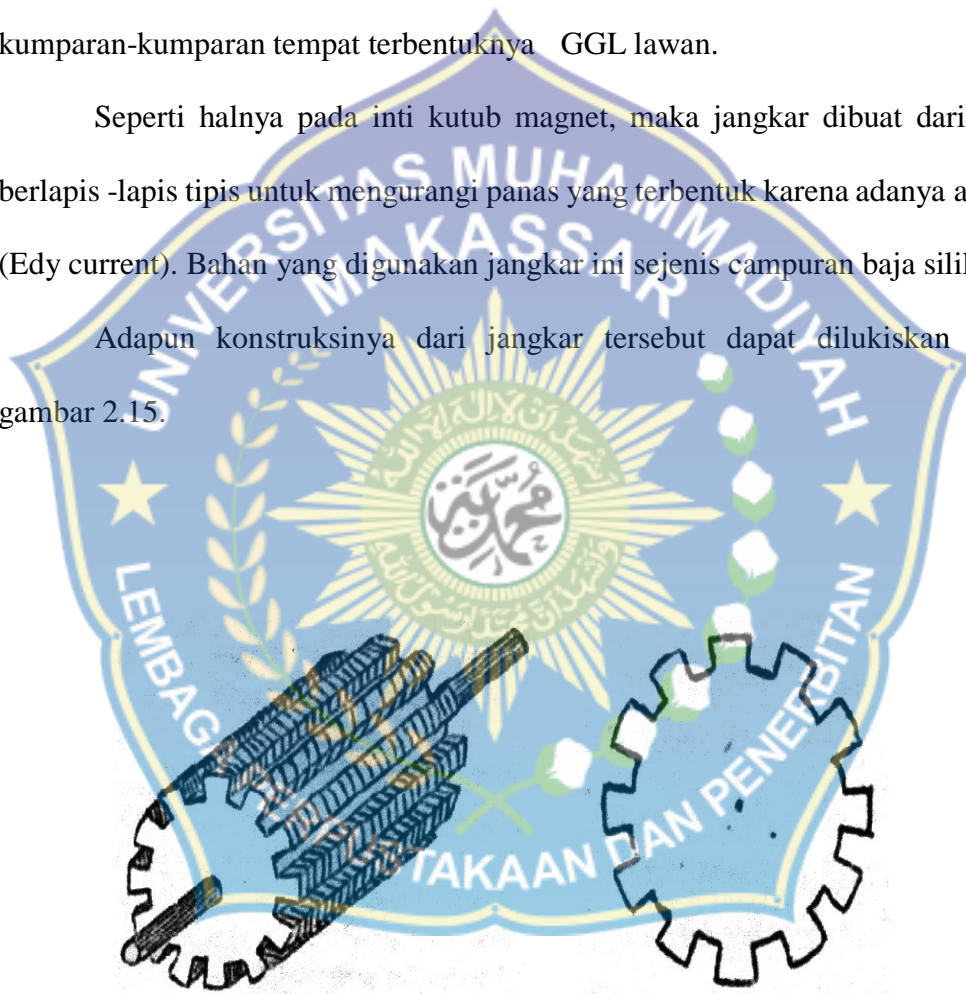 kumparan-kumparan tempat terbentuknya GGL lawan.
Seperti halnya pada inti kutub magnet, maka jangkar dibuat dari
berlapis -lapis tipis untuk mengurangi panas yang terbentuk karena adanya a
(Edy current). Bahan yang digunakan jangkar ini sejenis campuran baja sili
Adapun konstruksinya dari jangkar tersebut dapat dilukiskan
gambar 2.15.
UNIVERSITAS MUHAMMADIYAH
MAKASSAR
LEMBAGA PERPUSTAKAAN DAN PENERBITAN